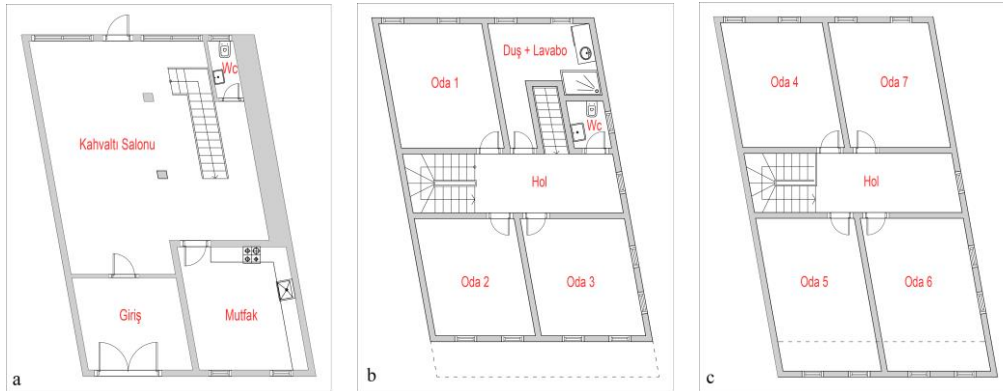 Wc
Kahvaltı Salonu
Giriş
Mutfak
a
Duş + Lavabo
Oda 1
Wc
Hol
Oda 2
Oda 3
b
Oda 4
Oda 7
Hol
Oda 5
Oda 6
c